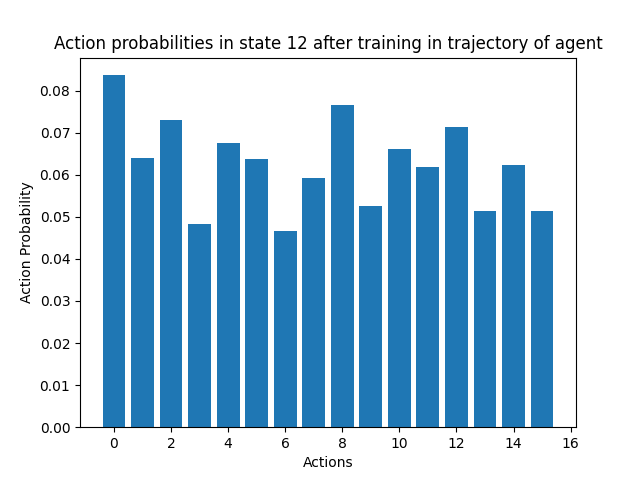 Action probabilities in state 12 after training in trajectory of agent
0.08
0.07
0.06
0.05
0.04
0.03
0.02
0.01
0.00
Action Probability
0 2 4 6 8 10 12 14 16
Actions